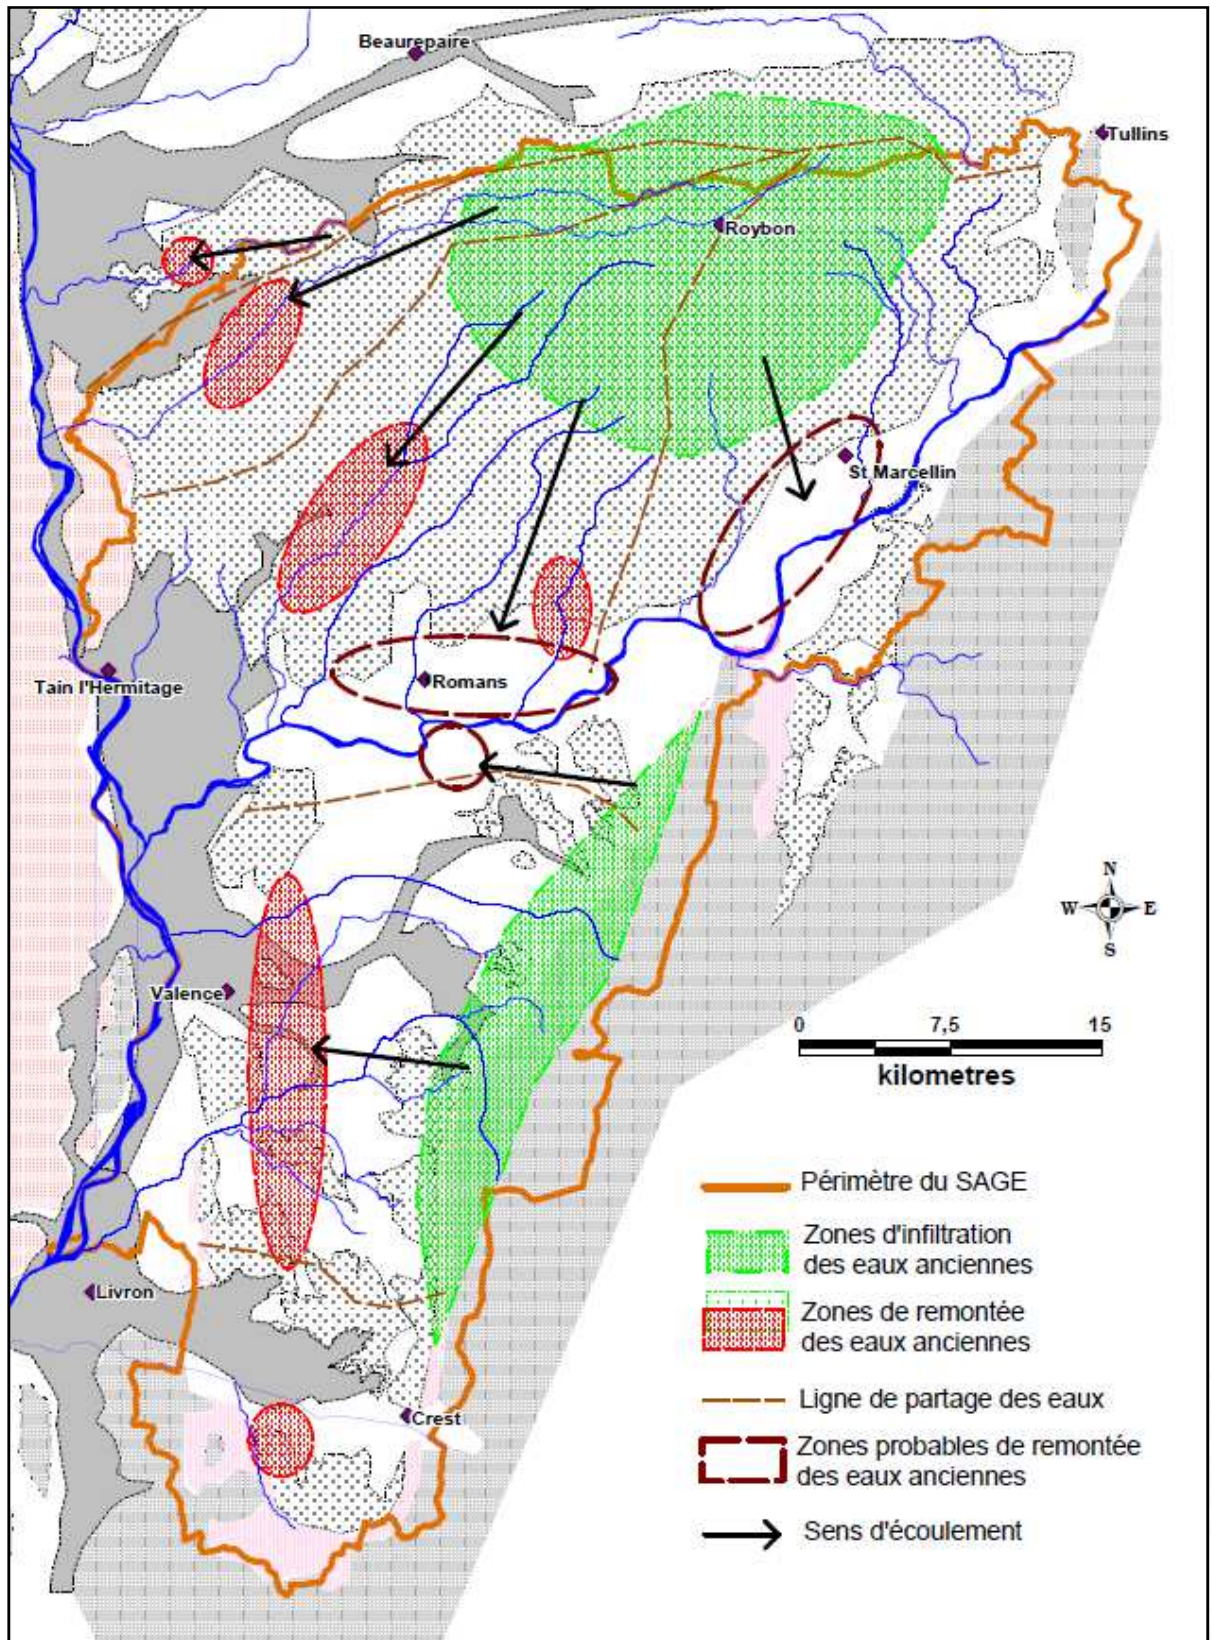 Beaurepaire
Tullins
Roybon
St Marcellin
Tain l'Hermitage
Romans
N
W E
S
Valence
0 7,5 15
kilometres
Périmètre du SAGE
Zones d'infiltration
des eaux anciennes
Livron
Zones de remontée
des eaux anciennes
Ligne de partage des eaux
Crest
Zones probables de remontée
des eaux anciennes
Sens d'écoulement